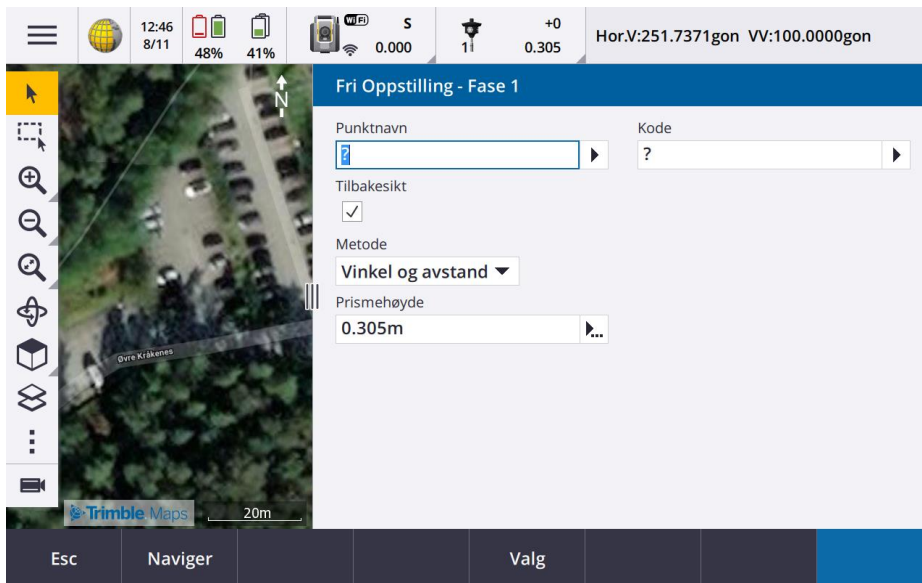 12:46
8/11
48%
41%
WiFi
S
0.000
1
+0
0.305
Hor.V:251.7371gon VV:100.0000gon
N
Fri Oppstilling - Fase 1
Punktnavn
Kode
?
?
Tilbakesikt
Metode
Vinkel og avstand
Prismehøyde
0.305m
Øvre Kråkenes
Trimble Maps
20m
Esc
Naviger
Valg